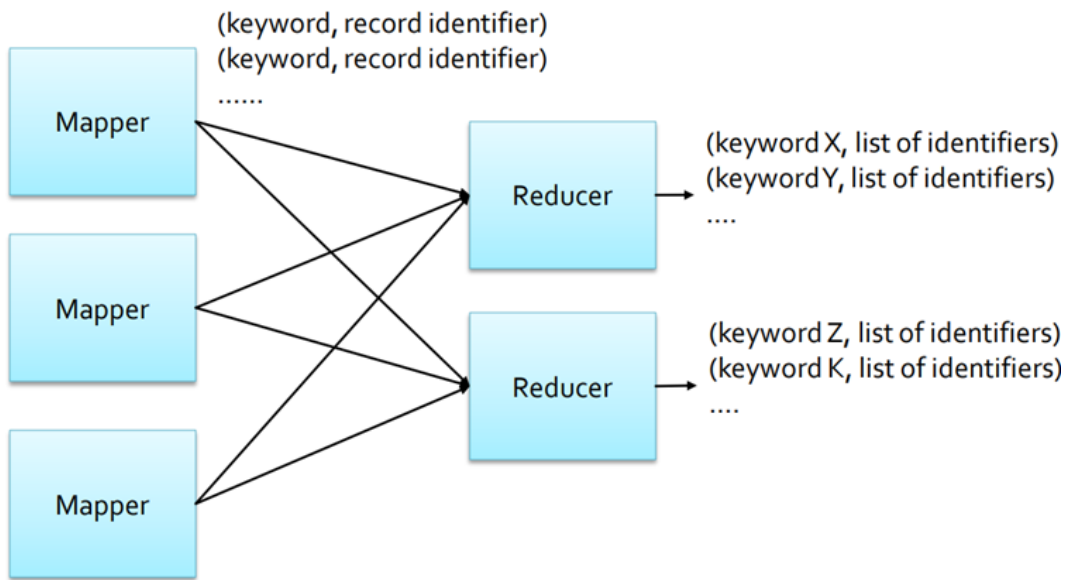 (keyword, record identifier)
(keyword, record identifier)
......
Mapper
Mapper
Mapper
Reducer
Reducer
(keyword X, list of identifiers)
(keyword Y, list of identifiers)
....
(keyword Z, list of identifiers)
(keyword K, list of identifiers)
....